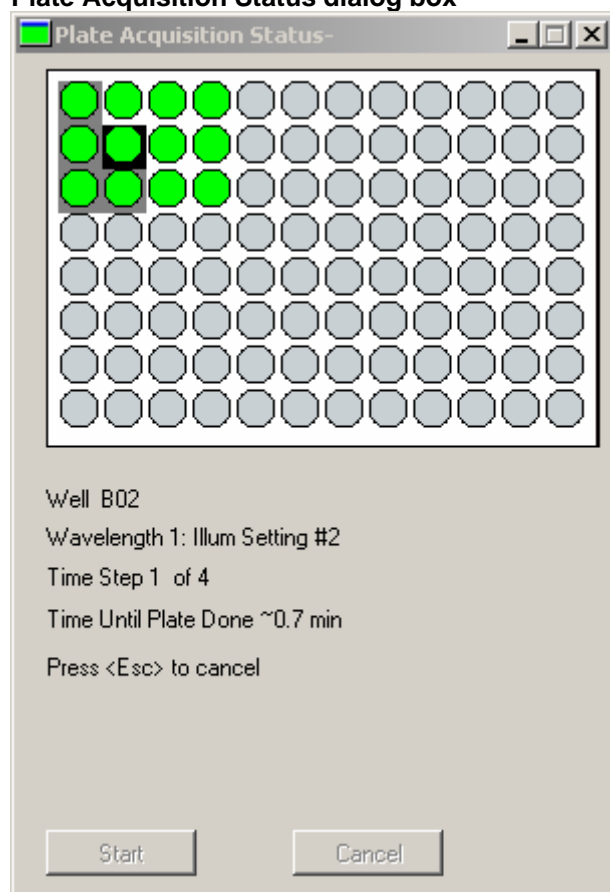 Plate Acquisition Status dialog box
Plate Acquisition Status-
Well B02
Wavelength 1: Illum Setting #2
Time Step 1 of 4
Time Until Plate Done ~0.7 min
Press <Esc> to cancel
Start
Cancel